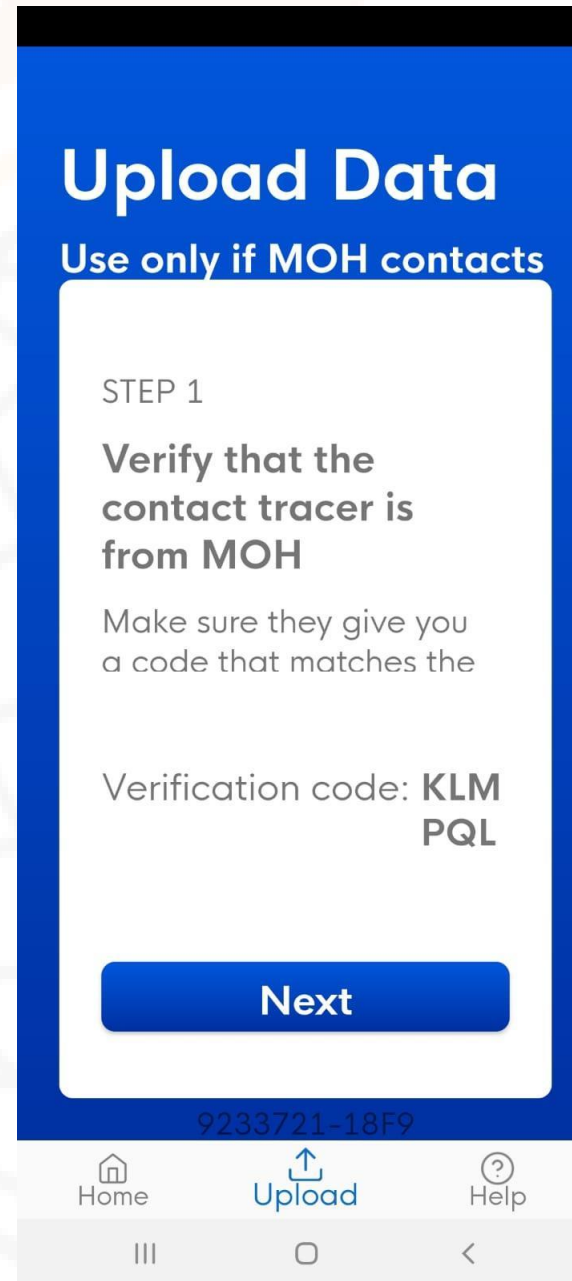 Upload Data
Use only if MOH contacts
STEP 1
Verify that the
contact tracer is
from MOH
Make sure they give you
a code that matches the
Verification code: KLM
PQL
Next
9233721-18F9
Home Upload Help